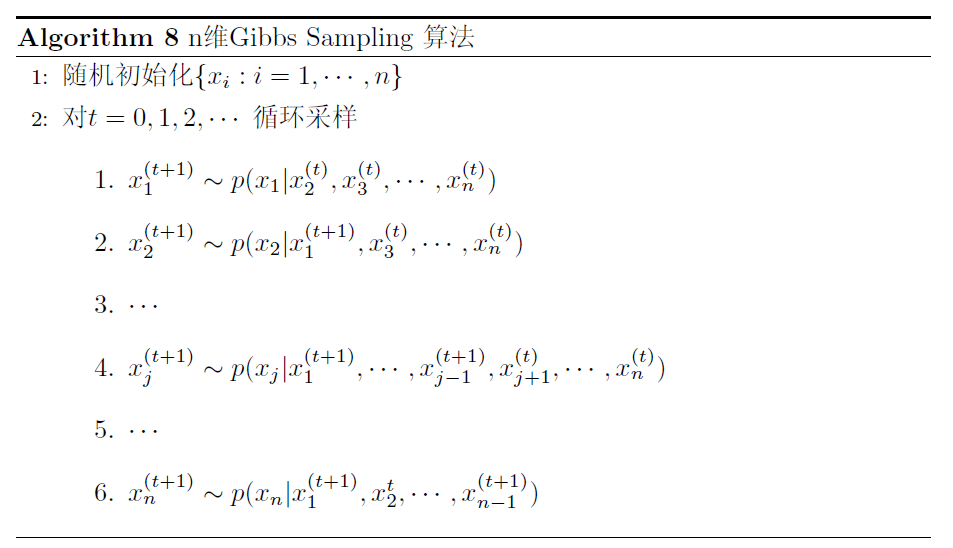 Algorithm 8 n维Gibbs Sampling 算法
1: 随机初始化{x_i : i = 1, ⋯ , n}
2: 对t = 0, 1, 2, ⋯ 循环采样
1. x_1^{(t+1)} ∼ p(x_1|x_2^{(t)}, x_3^{(t)}, ⋯ , x_n^{(t)})
2. x_2^{(t+1)} ∼ p(x_2|x_1^{(t+1)}, x_3^{(t)}, ⋯ , x_n^{(t)})
3. ⋯
4. x_j^{(t+1)} ∼ p(x_j|x_1^{(t+1)}, ⋯ , x_{j−1}^{(t+1)}, x_{j+1}^{(t)}, ⋯ , x_n^{(t)})
5. ⋯
6. x_n^{(t+1)} ∼ p(x_n|x_1^{(t+1)}, x_2^t, ⋯ , x_{n−1}^{(t+1)})